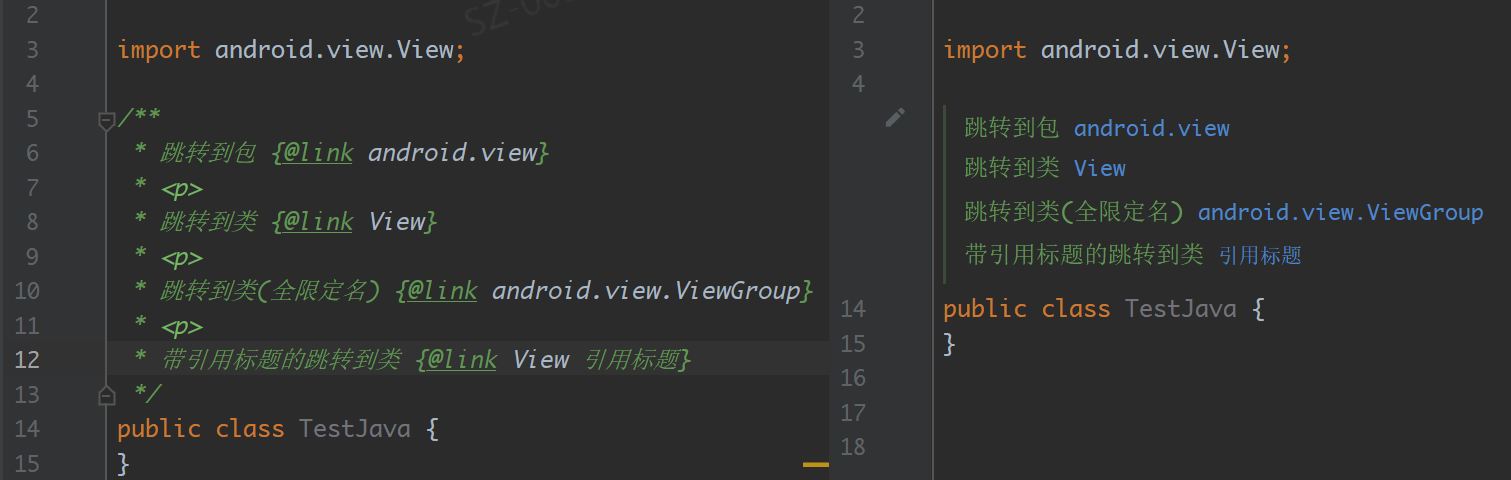 2
3 import android.view.View;
4
5 /**
6 * 跳转到包 {@link android.view}
7 * <p>
8 * 跳转到类 {@link View}
9 * <p>
10 * 跳转到类(全限定名) {@link android.view.ViewGroup}
11 * <p>
12 * 带引用标题的跳转到类 {@link View 引用标题}
13 */
14 public class TestJava {
15 }
2
3 import android.view.View;
4
跳转到包 android.view
跳转到类 View
跳转到类(全限定名) android.view.ViewGroup
带引用标题的跳转到类 引用标题
14 public class TestJava {
15 }
16
17
18